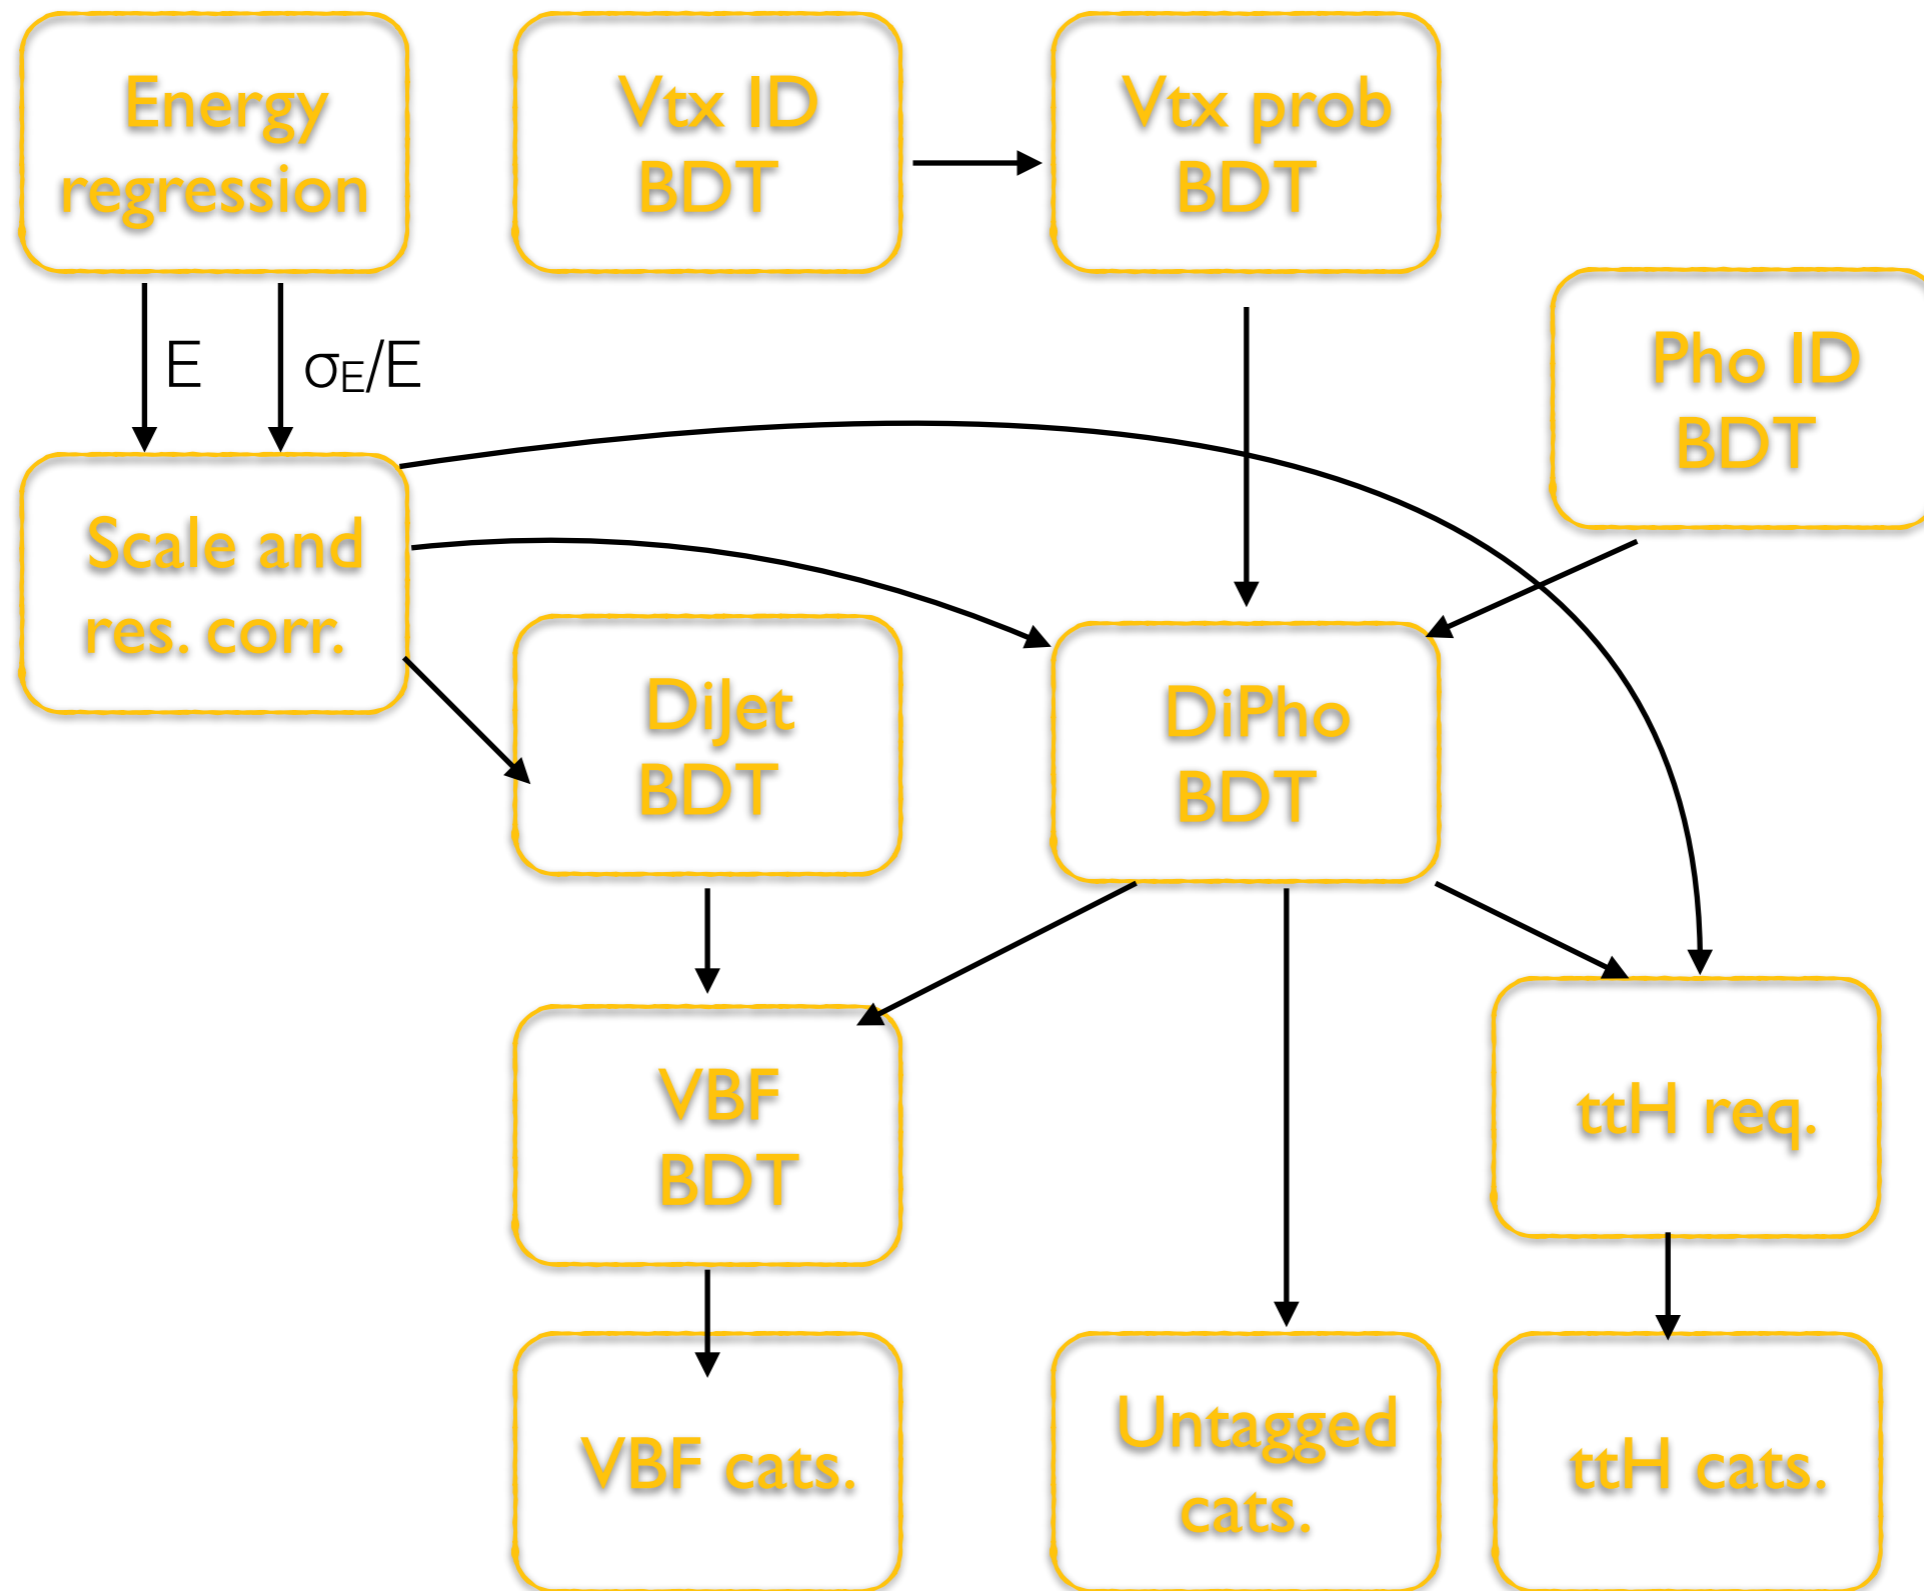 Energy
regression
Vtx ID
BDT
Vtx prob
BDT
Pho ID
BDT
E
σE/E
Scale and
res. corr.
DiJet
BDT
DiPho
BDT
VBF
BDT
ttH req.
VBF cats.
Untagged
cats.
ttH cats.